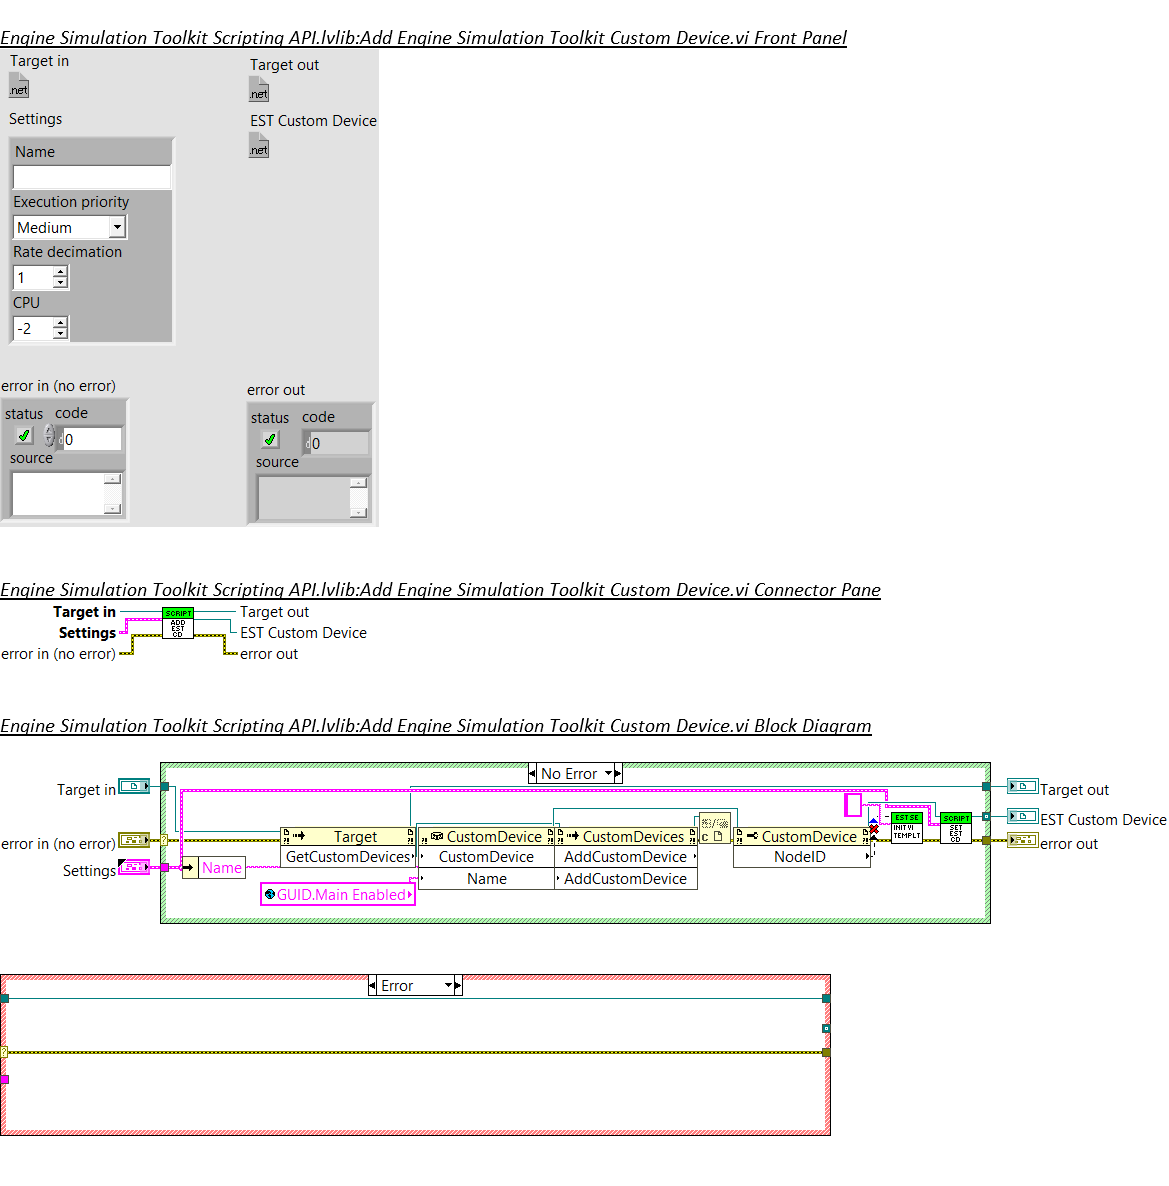 Engine Simulation Toolkit Scripting API.lvlib:Add Engine Simulation Toolkit Custom Device.vi Front Panel
Target in
Target out
.net
.net
Settings
EST Custom Device
.net
Name
Execution priority
Medium
Rate decimation
1
CPU
-2
error in (no error)
error out
status code
status code
d 0
d 0
source
source
Engine Simulation Toolkit Scripting API.lvlib:Add Engine Simulation Toolkit Custom Device.vi Connector Pane
Target in
SCRIPT
ADD
EST
CD
Target out
Settings
EST Custom Device
error in (no error)
error out
Engine Simulation Toolkit Scripting API.lvlib:Add Engine Simulation Toolkit Custom Device.vi Block Diagram
No Error
Target in
Target out
EST SE
INIT VI
TEMPLT
SCRIPT
SET
EST
CD
EST Custom Device
error in (no error)
error out
Settings
Name
GUID.Main Enabled
Target
GetCustomDevices
CustomDevice
CustomDevice
Name
CustomDevices
AddCustomDevice
AddCustomDevice
CustomDevice
NodeID
Error